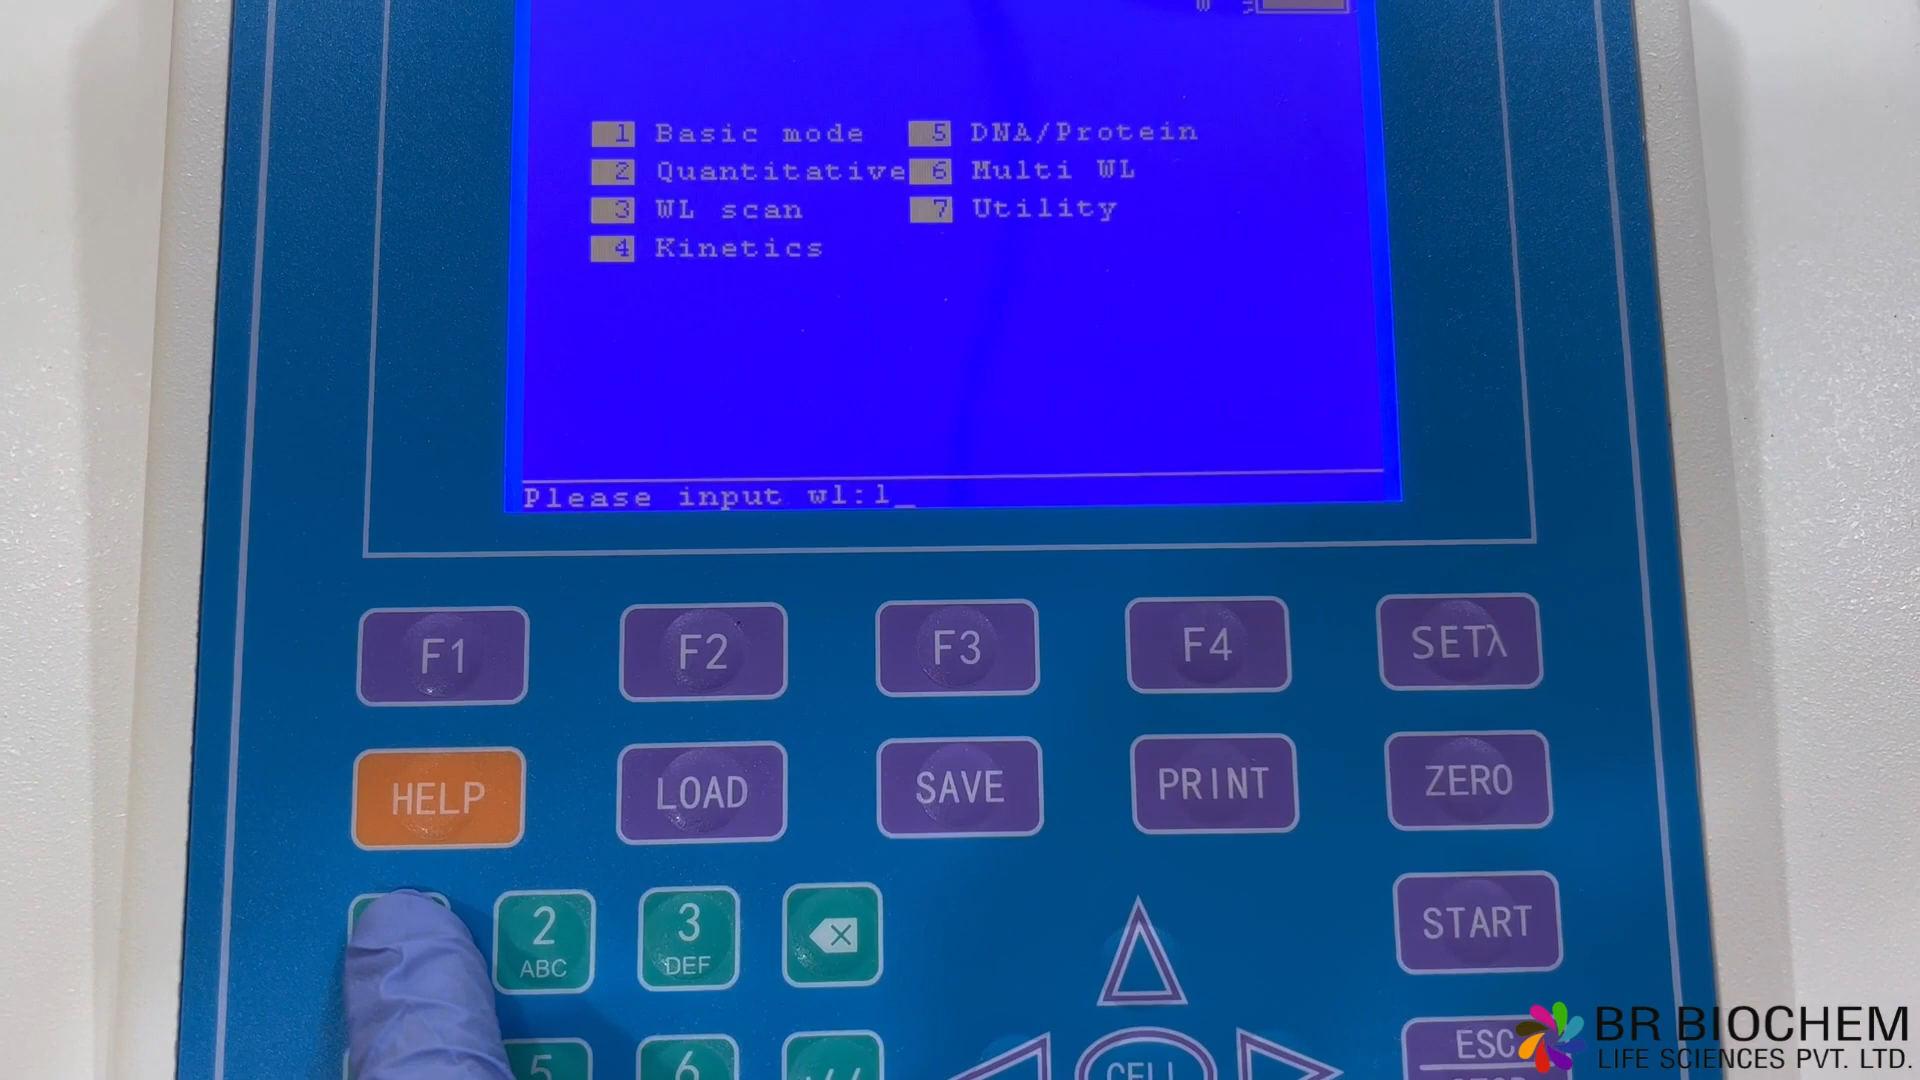 1 Basic mode 5 DNA/Protein
2 Quantitative 6 Multi WL
3 WL scan 7 Utility
4 Kinetics
Please input wl:1_
F1 F2 F3 F4 SETλ
HELP LOAD SAVE PRINT ZERO
2 3 START
ABC DEF
5 6 CELL ESC
BR BIOCHEM
LIFE SCIENCES PVT. LTD.